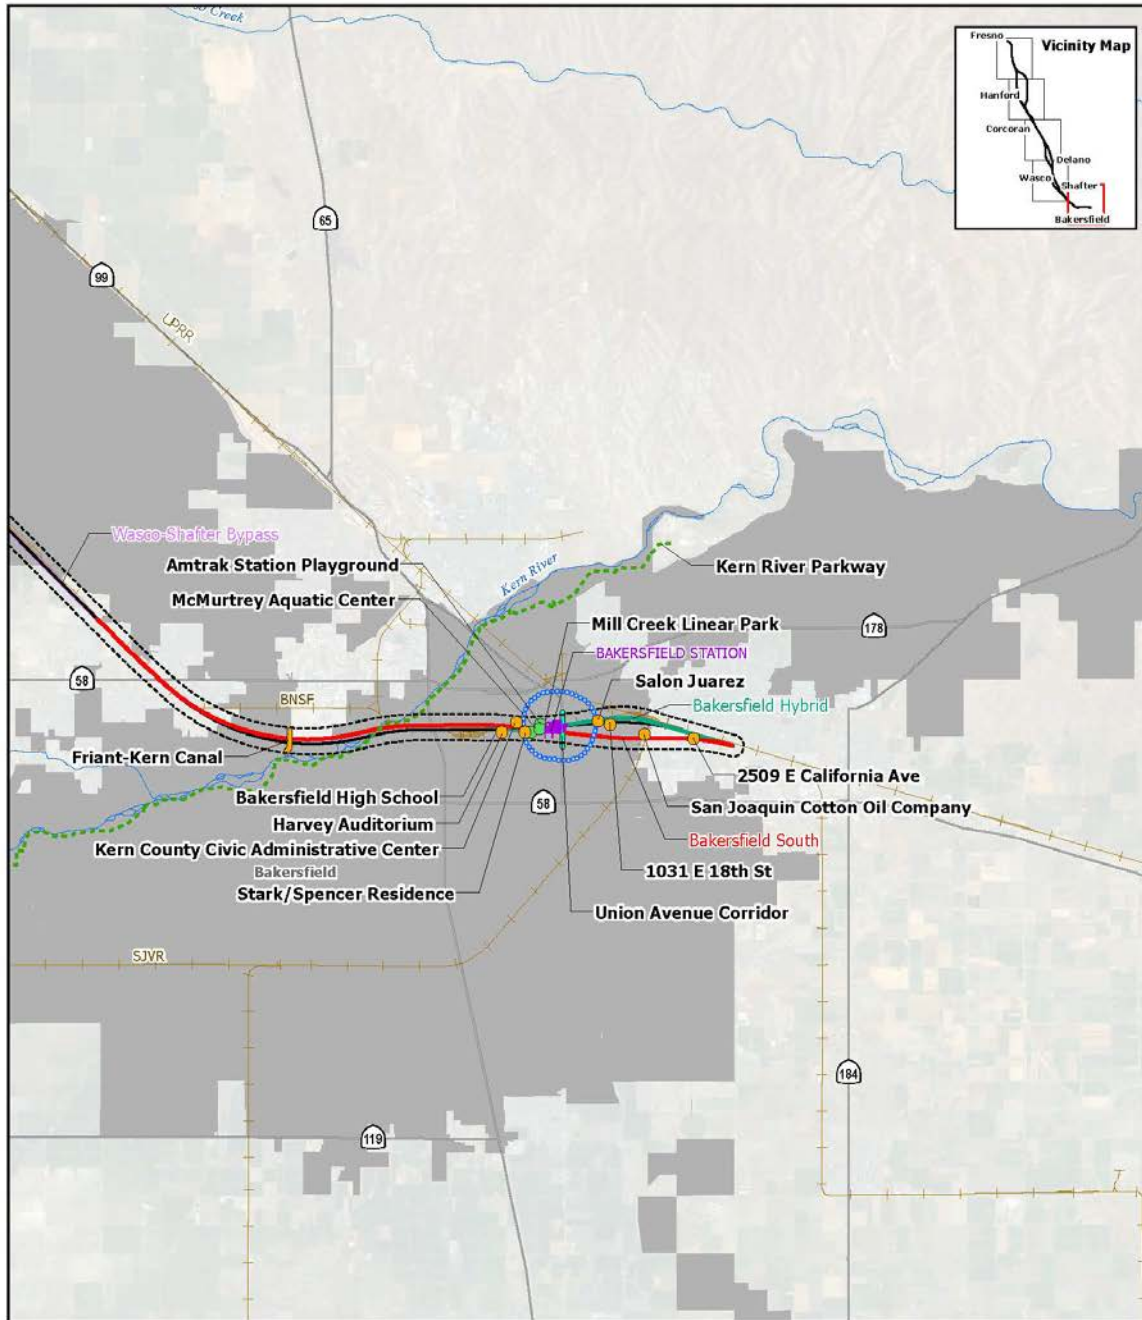 Creek
Fresno
Vicinity Map
Hanford
Corcoran
Delano
Wasco
Shafter
Bakersfield
65
99
UPRR
Wasco-Shafter Bypass
Amtrak Station Playground
Kern River
Kern River Parkway
McMurtrey Aquatic Center
Mill Creek Linear Park
178
BAKERSFIELD STATION
58
Salon Juarez
BNSF
Bakersfield Hybrid
Friant-Kern Canal
2509 E California Ave
Bakersfield High School
58
San Joaquin Cotton Oil Company
Harvey Auditorium
Bakersfield South
Kern County Civic Administrative Center
Bakersfield
1031 E 18th St
Stark/Spencer Residence
Union Avenue Corridor
SJVR
184
119